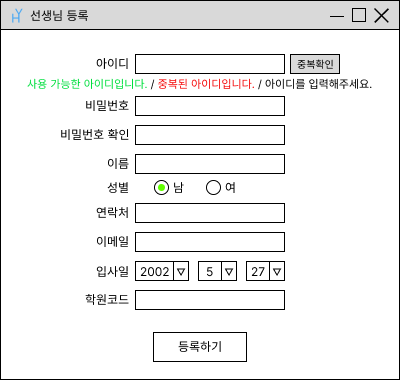 선생님 등록
아이디 중복확인
사용 가능한 아이디입니다. / 중복된 아이디입니다. / 아이디를 입력해주세요.
비밀번호
비밀번호 확인
이름
성별 남 여
연락처
이메일
입사일 2002 5 27
학원코드
등록하기